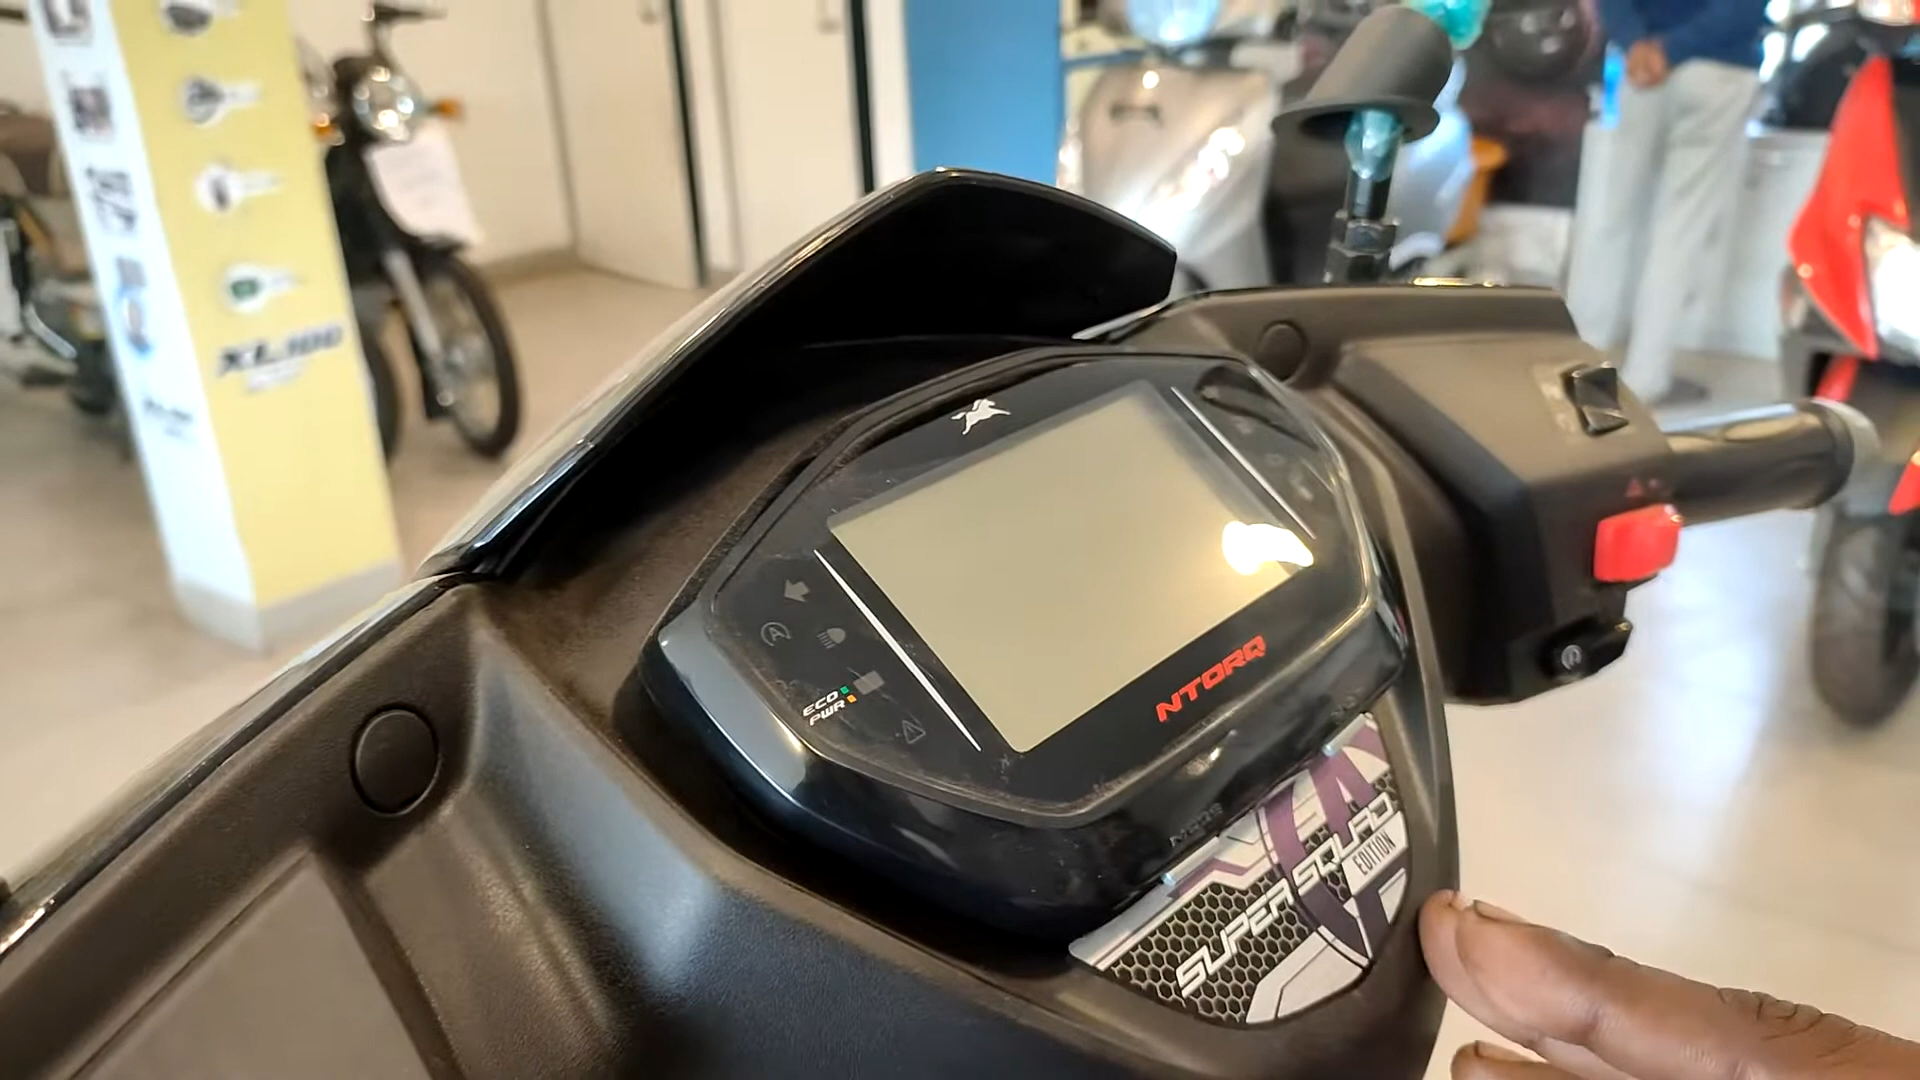 XL100
ECO
PWR
NTORQ
SUPER SQUAD
EDITION